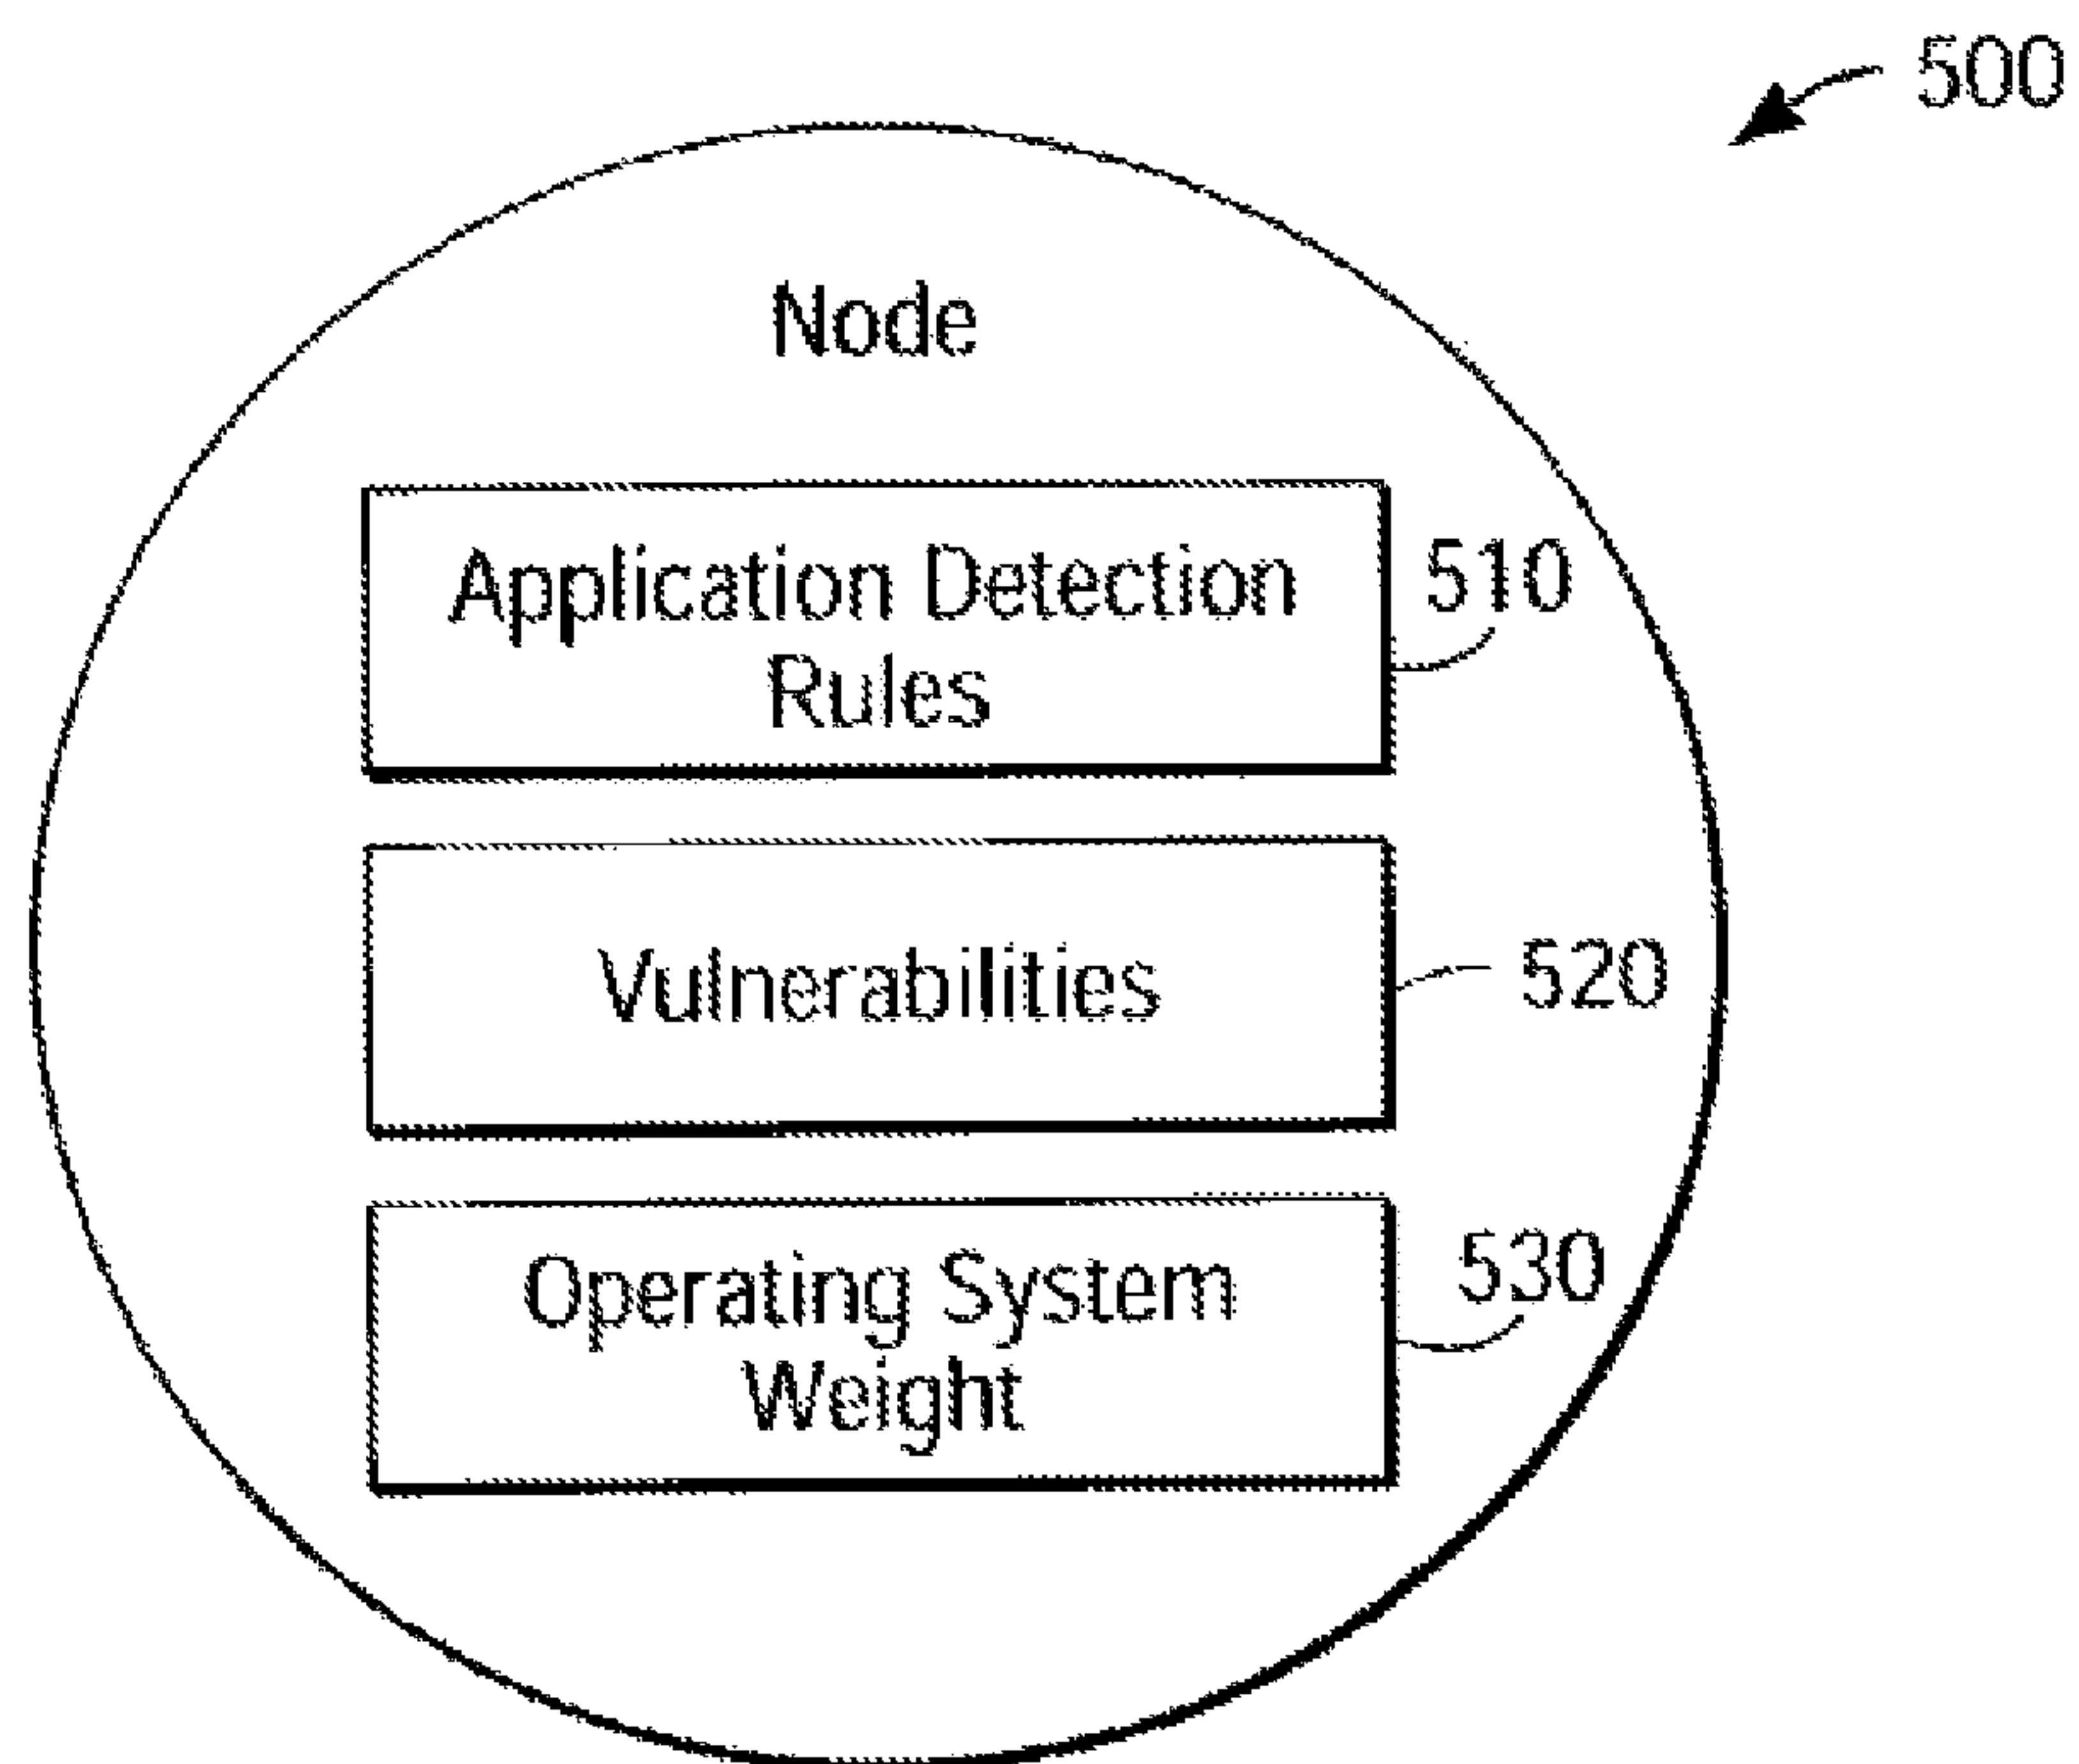 500
Node
Application Detection
Rules
510
Vulnerabilities
520
Operating System
Weight
530